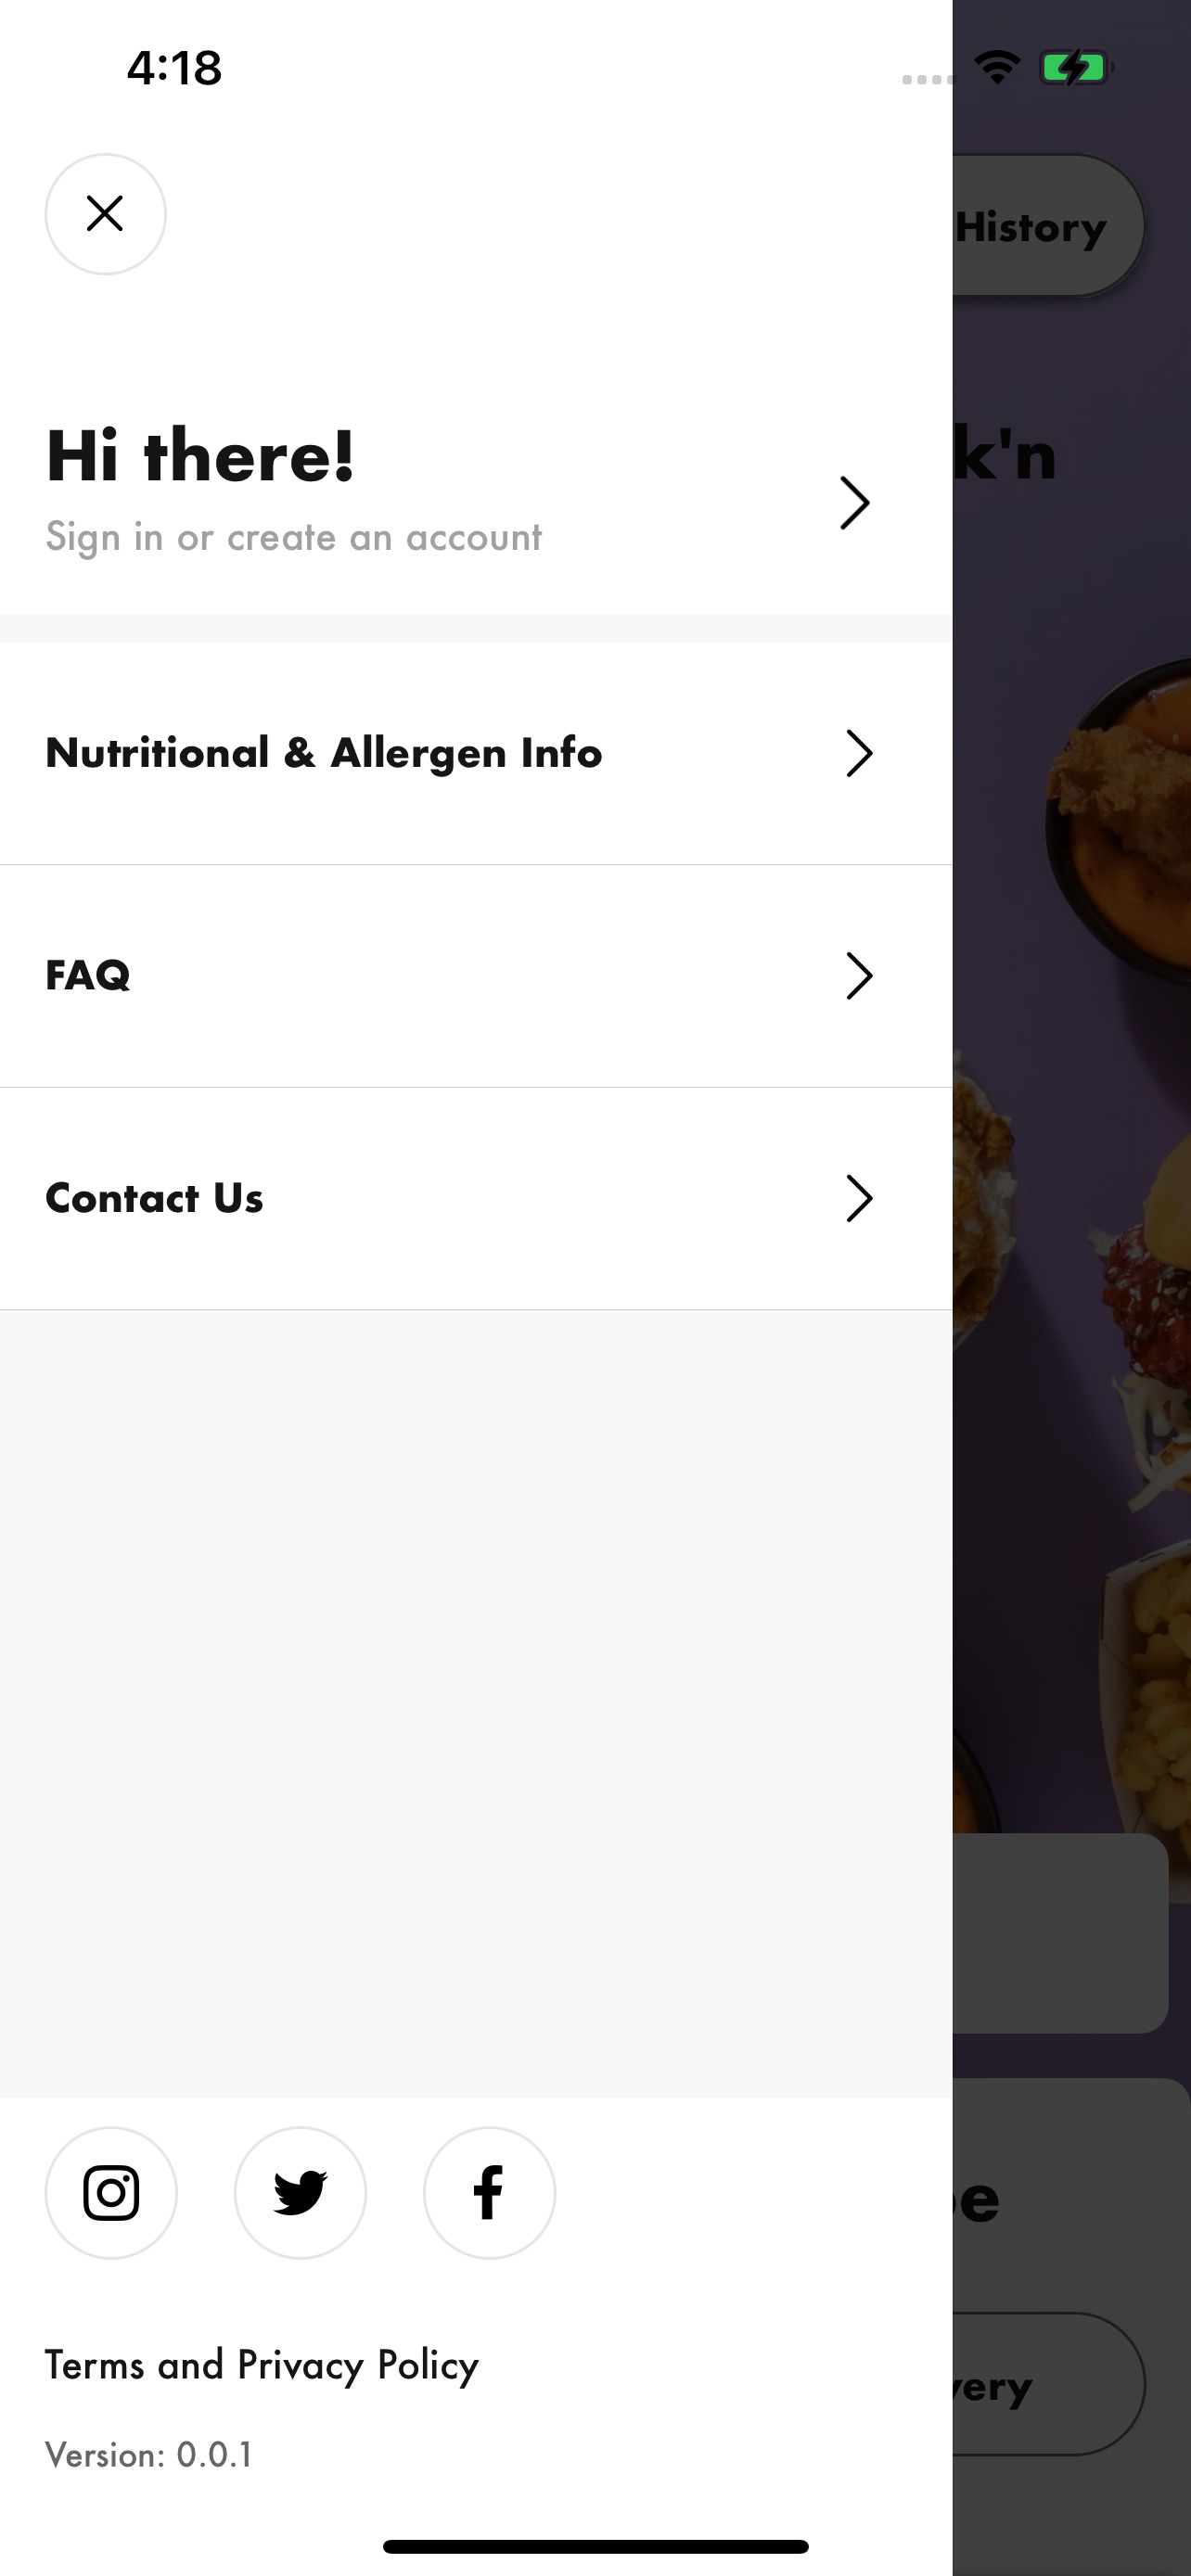 4:18
History
Hi there!
Sign in or create an account
k'n
Nutritional & Allergen Info
FAQ
Contact Us
Terms and Privacy Policy
very
Version: 0.0.1